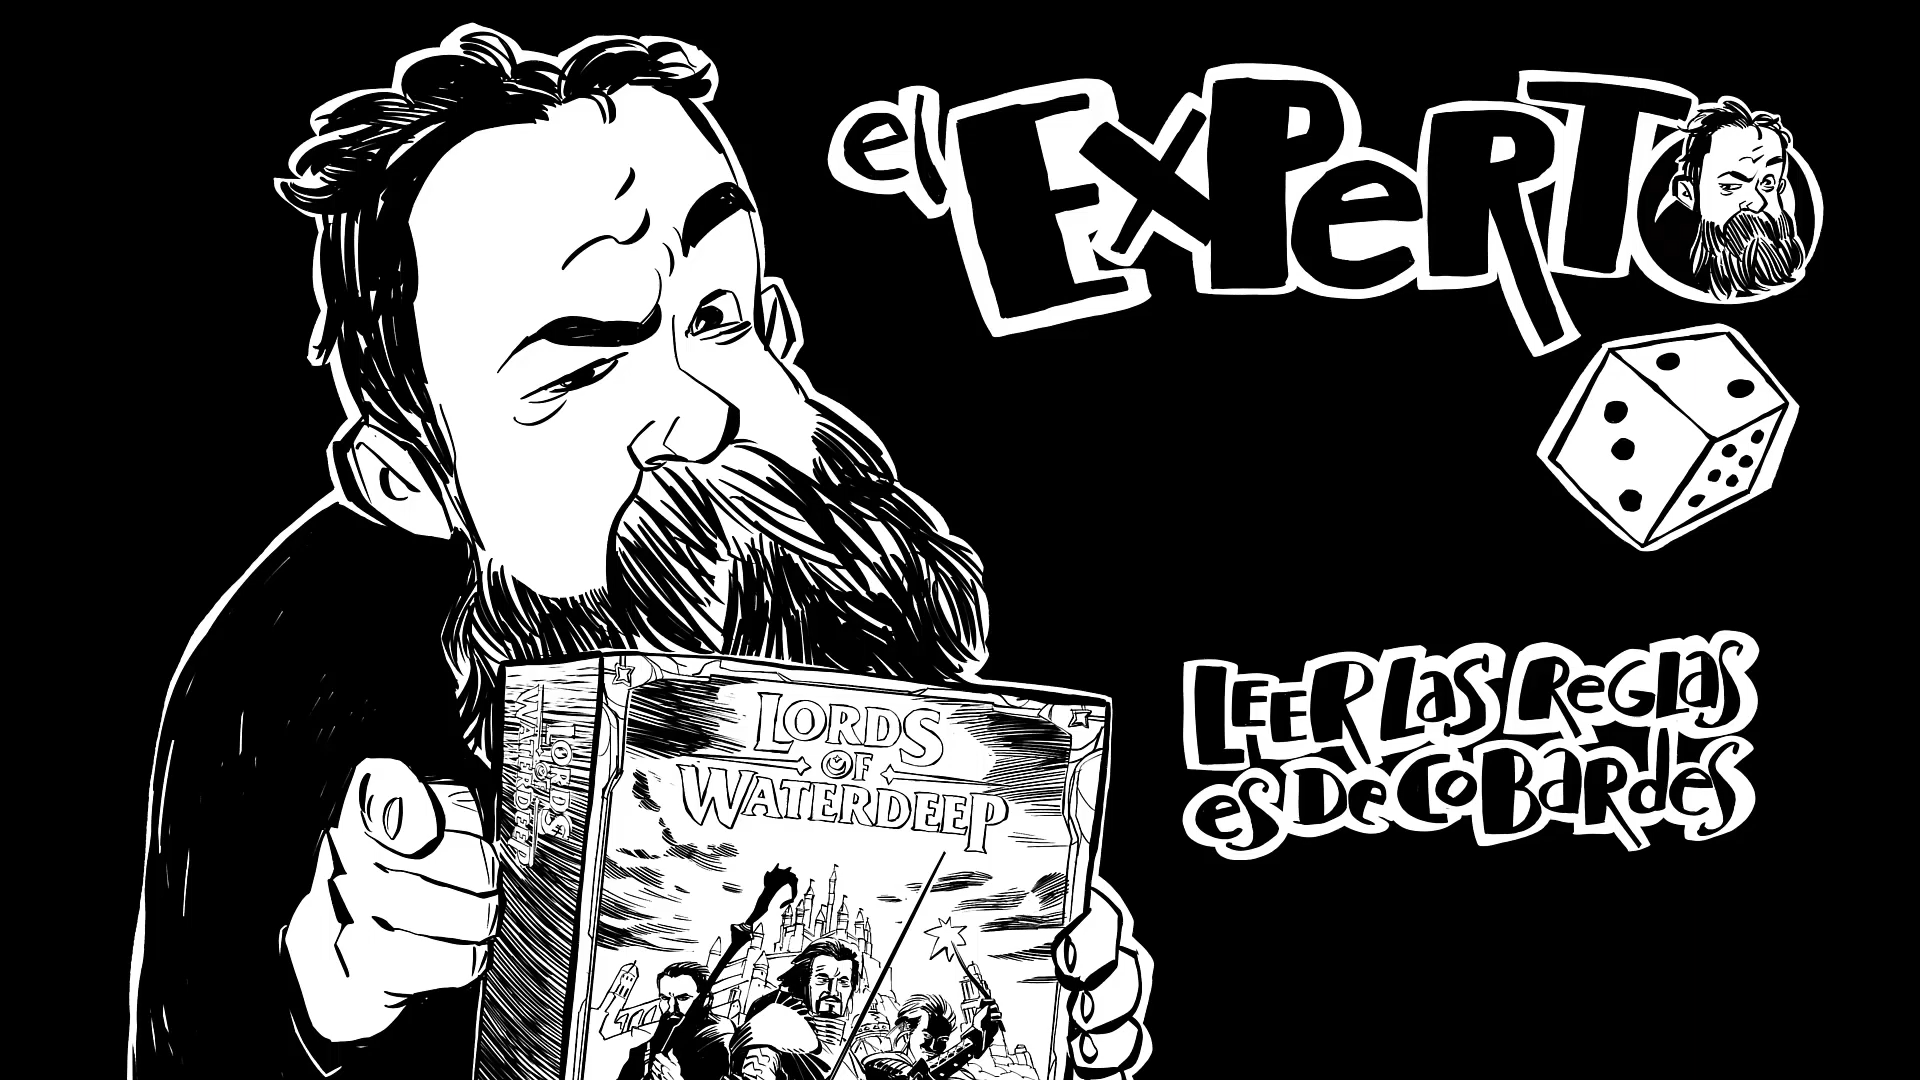 el EXPeRTO
LEER Las ReGLas
es De CoBaRdes
LORDS
OF
WATERDEEP
LORDS
OF
WATERDEEP